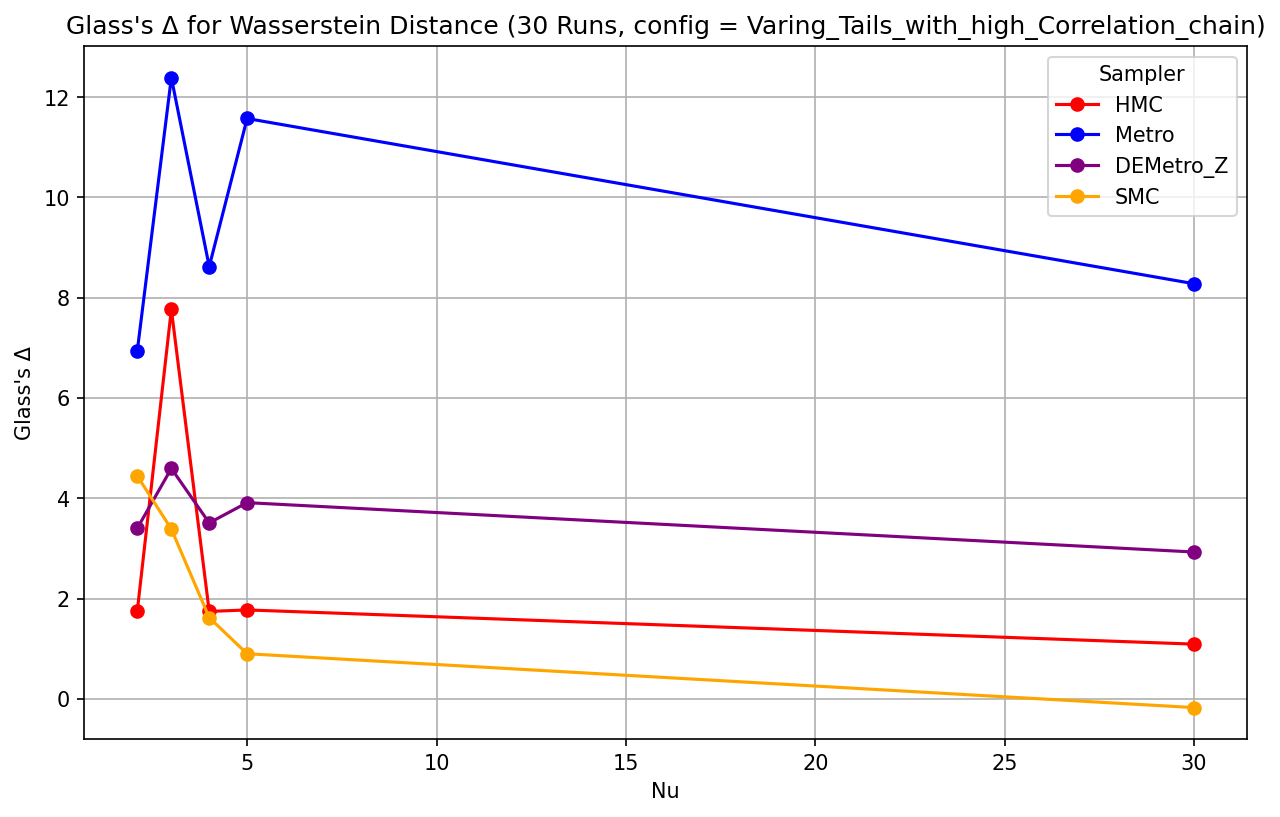 Glass's Δ for Wasserstein Distance (30 Runs, config = Varing_Tails_with_high_Correlation_chain)
Sampler
HMC
Metro
DEMetro_Z
SMC
Glass's Δ
12
10
8
6
4
2
0
5
10
15
20
25
30
Nu